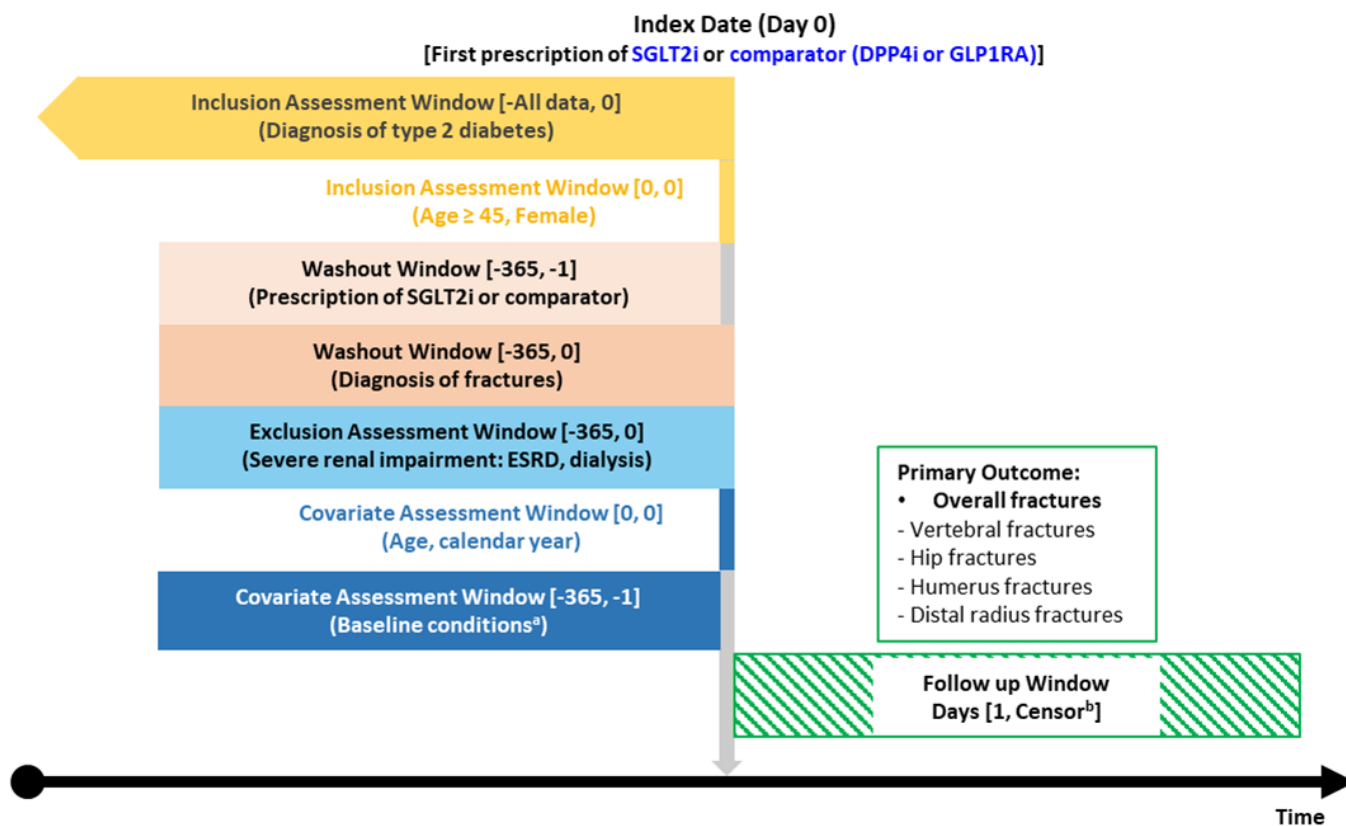 Index Date (Day 0)
[First prescription of SGLT2i or comparator (DPP4i or GLP1RA)]
Inclusion Assessment Window [-All data, 0]
(Diagnosis of type 2 diabetes)
Inclusion Assessment Window [0, 0]
(Age ≥ 45, Female)
Washout Window [-365, -1]
(Prescription of SGLT2i or comparator)
Washout Window [-365, 0]
(Diagnosis of fractures)
Exclusion Assessment Window [-365, 0]
(Severe renal impairment: ESRD, dialysis)
Covariate Assessment Window [0, 0]
(Age, calendar year)
Covariate Assessment Window [-365, -1]
(Baseline conditionsᵃ)
Primary Outcome:
• Overall fractures
- Vertebral fractures
- Hip fractures
- Humerus fractures
- Distal radius fractures
Follow up Window
Days [1, Censorᵇ]
Time